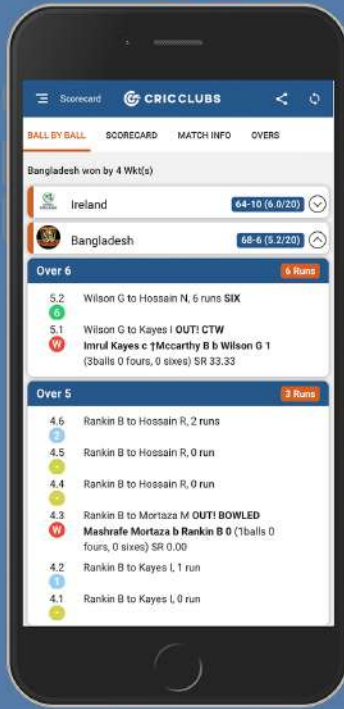 Scorecard CRICCLUBS
BALL BY BALL SCORECARD MATCH INFO OVERS
Bangladesh won by 4 Wkt(s)
Ireland 64-10 (6.0/20)
Bangladesh 68-6 (5.2/20)
Over 6 6 Runs
5.2 Wilson G to Hossain N, 6 runs SIX
6
5.1 Wilson G to Kayes I OUT! CTW
W Imrul Kayes c †Mccarthy B b Wilson G 1
(3balls 0 fours, 0 sixes) SR 33.33
Over 5 3 Runs
4.6 Rankin B to Hossain R, 2 runs
2
4.5 Rankin B to Hossain R, 0 run
-
4.4 Rankin B to Hossain R, 0 run
-
4.3 Rankin B to Mortaza M OUT! BOWLED
W Mashrafe Mortaza b Rankin B 0 (1balls 0
fours, 0 sixes) SR 0.00
4.2 Rankin B to Kayes I, 1 run
1
4.1 Rankin B to Kayes I, 0 run
-